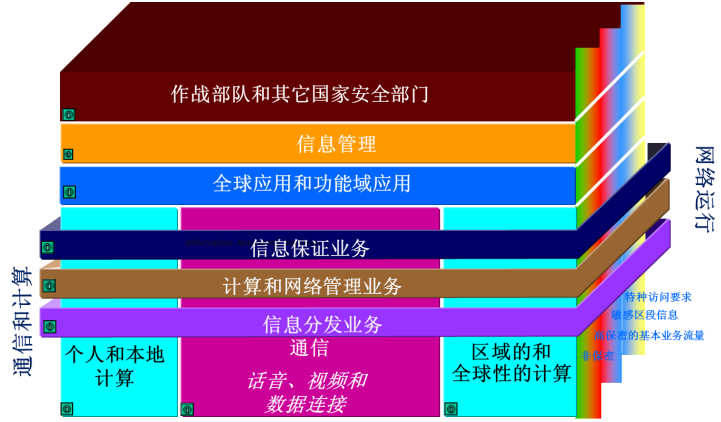 作战部队和其它国家安全部门
信息管理
全球应用和功能域应用
信息保证业务
计算和网络管理业务
信息分发业务
个人和本地
计算
通信
话音、视频和
数据连接
区域的和
全球性的计算
通信和计算
网络运行
特种访问要求
敏感区段信息
保密的基本业务流量
非保密